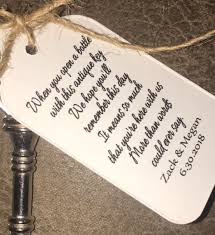 When you open a bottle
with this antique key
We hope you'll
remember this day
It means so much
that you're here with us
More than words
could ever say
Zack & Megan
6.30.2018